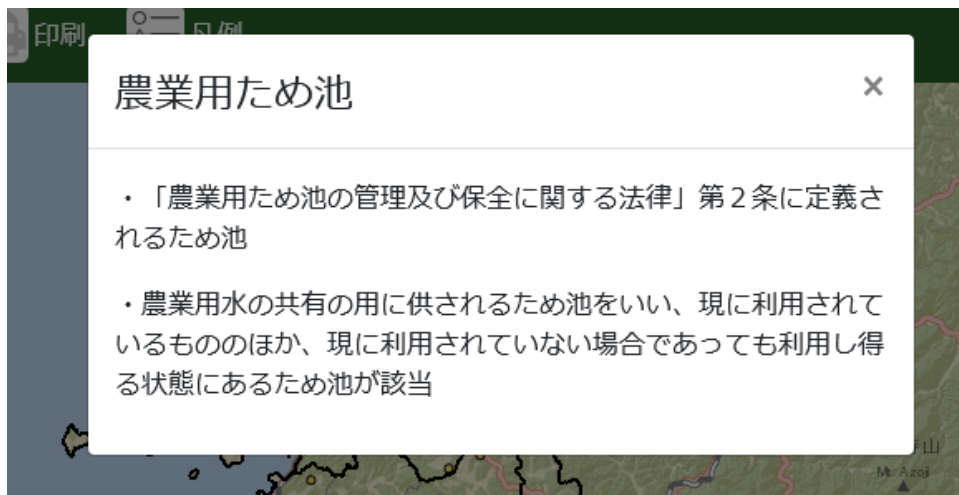 印刷
凡例
農業用ため池
×
・「農業用ため池の管理及び保全に関する法律」第２条に定義さ
れるため池
・農業用水の共有の用に供されるため池をいい、現に利用されて
いるもののほか、現に利用されていない場合であっても利用し得
る状態にあるため池が該当
山
Mt. Azoji